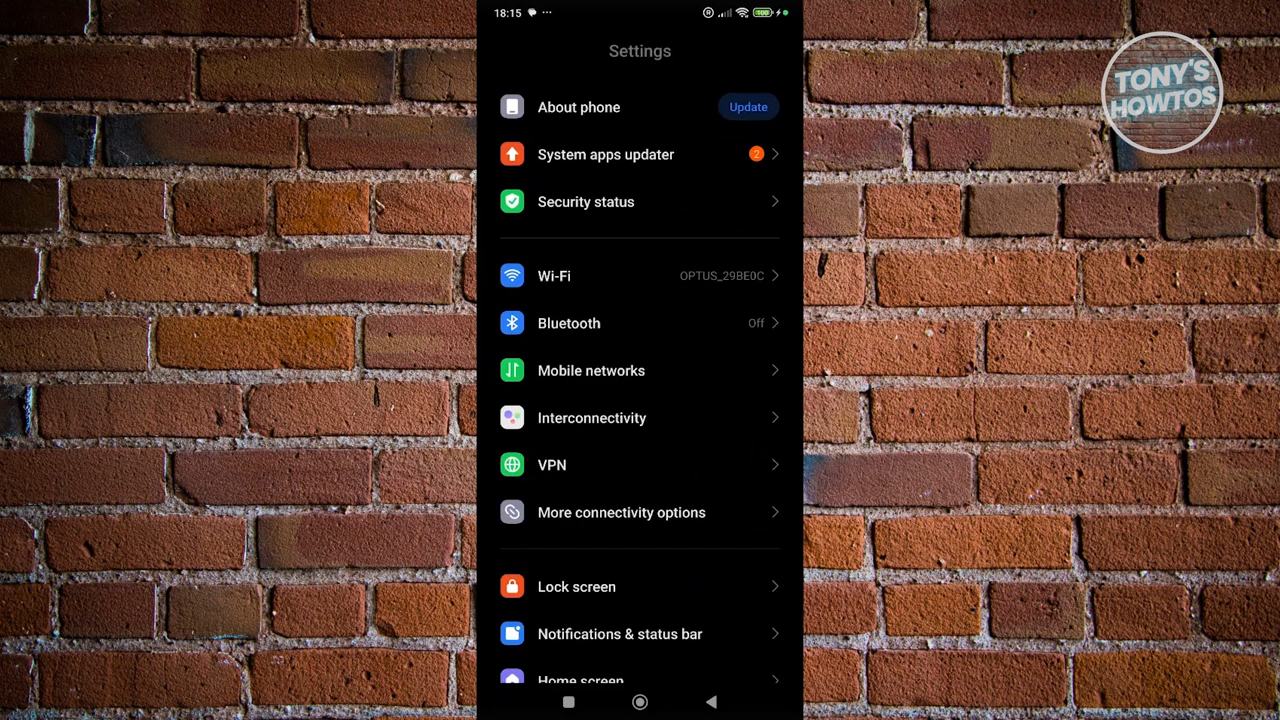 18:15
100
Settings
About phone
Update
System apps updater
2
Security status
Wi-Fi
OPTUS_29BE0C
Bluetooth
Off
Mobile networks
Interconnectivity
VPN
More connectivity options
Lock screen
Notifications & status bar
Home screen
TONY'S
HOWTOS